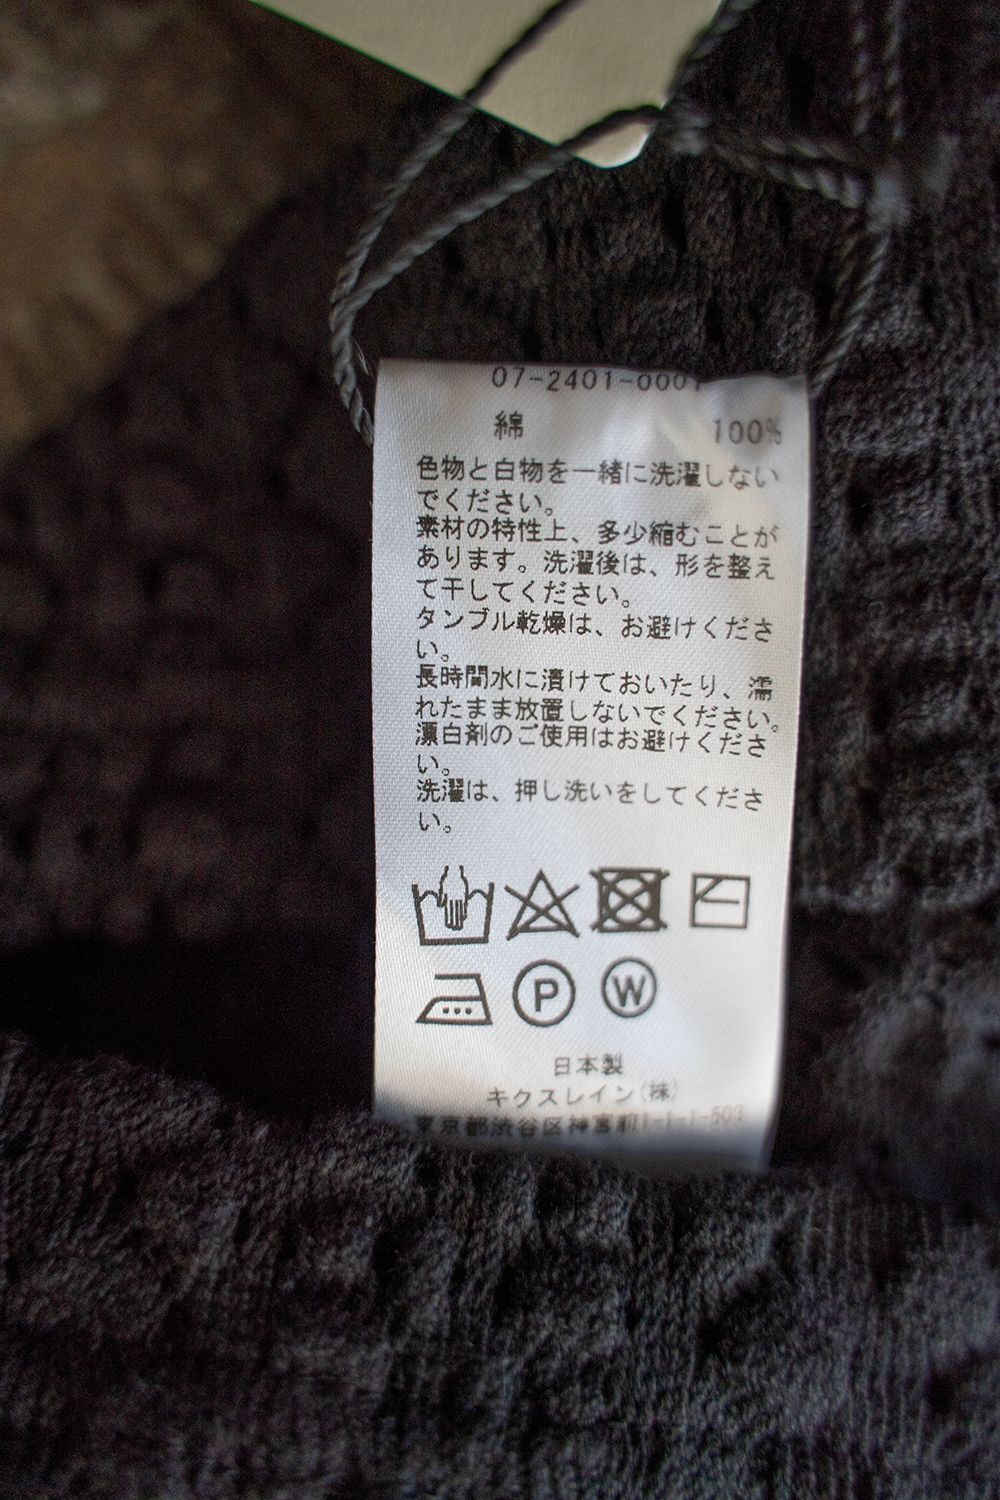 07-2401-0001
綿 100%
色物と白物を一緒に洗濯しない
でください。
素材の特性上、多少縮むことが
あります。洗濯後は、形を整え
て干してください。
タンブル乾燥は、お避けくださ
い。
長時間水に漬けておいたり、濡
れたまま放置しないでください。
漂白剤のご使用はお避けくださ
い。
洗濯は、押し洗いをしてくださ
い。
P W
日本製
キクスレイン(株)
東京都渋谷区神宮前1-1-1-503